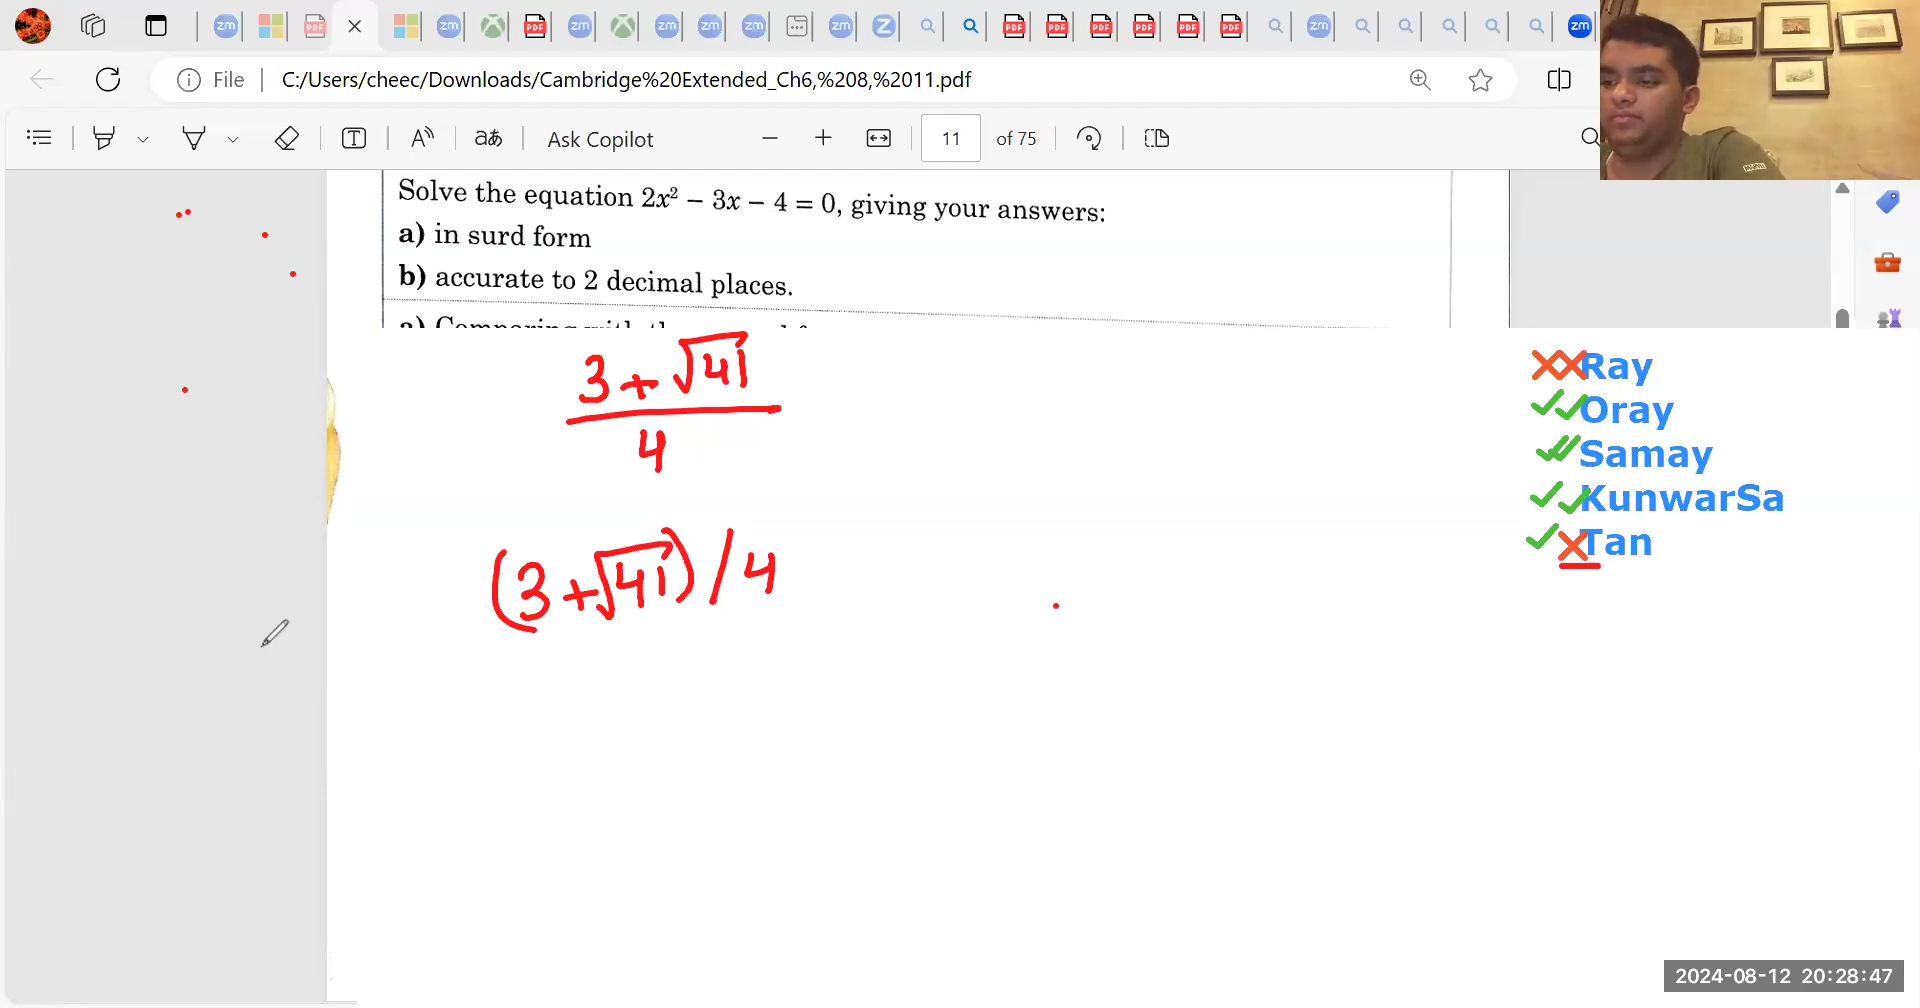 File
C:/Users/cheec/Downloads/Cambridge%20Extended_Ch6,%208,%2011.pdf
Ask Copilot
11 of 75
Solve the equation 2x² − 3x − 4 = 0, giving your answers:
a) in surd form
b) accurate to 2 decimal places.
3 + √41
4
(3 + √41) / 4
Ray
Oray
Samay
KunwarSa
Tan
2024-08-12 20:28:47